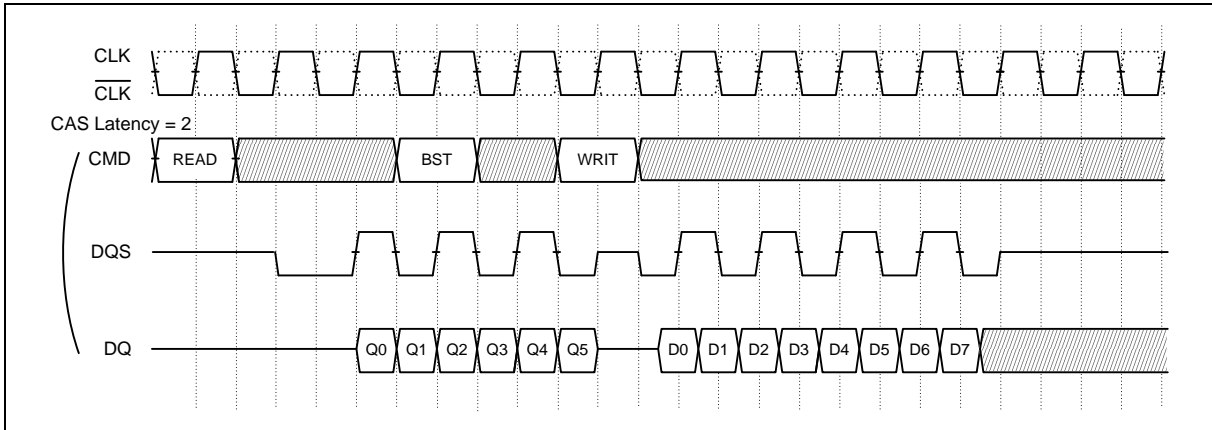 CLK
CLK
CAS Latency = 2
CMD READ BST WRIT
DQS
DQ Q0 Q1 Q2 Q3 Q4 Q5 D0 D1 D2 D3 D4 D5 D6 D7